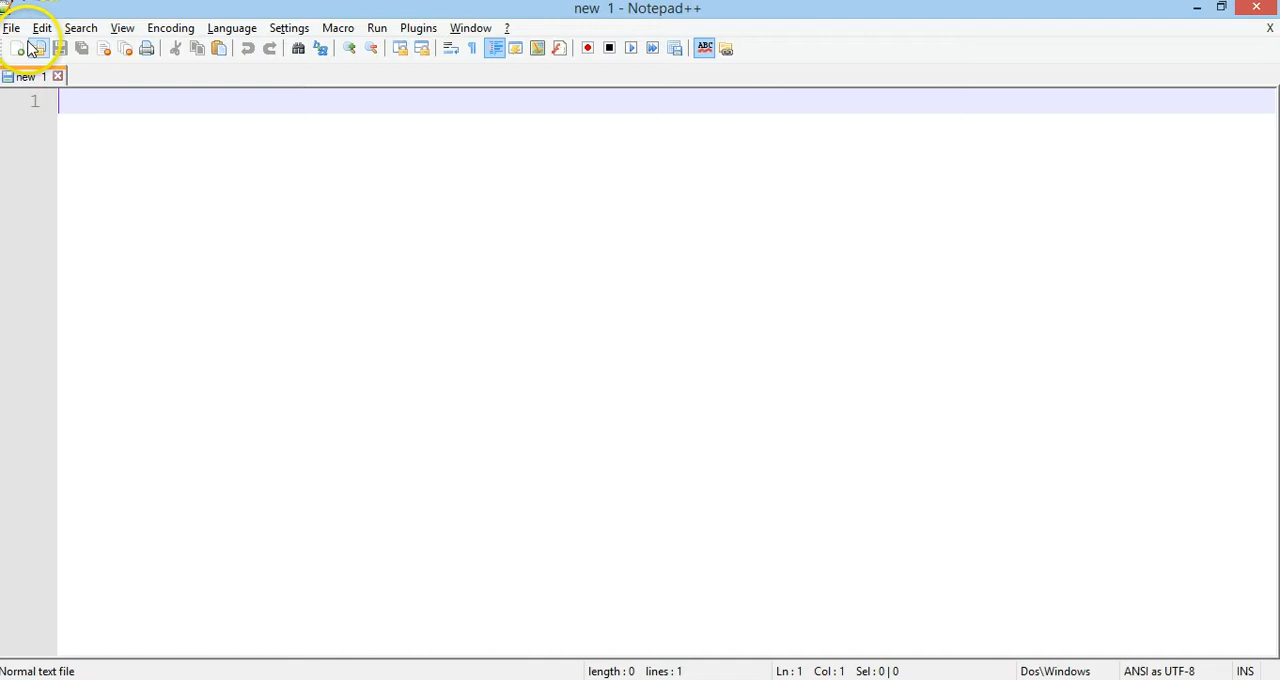 new 1 - Notepad++
File Edit Search View Encoding Language Settings Macro Run Plugins Window ? X
ABC
new 1
1
Normal text file length : 0 lines : 1 Ln : 1 Col : 1 Sel : 0 | 0 Dos\Windows ANSI as UTF-8 INS